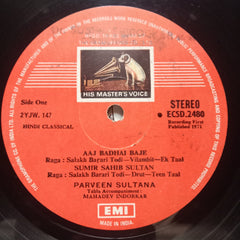 HIS MASTER'S VOICE
Side One
2YJW. 147
HINDI CLASSICAL
STEREO
ECSD.2480
Recording First
Published 1971
AAJ BADHAI BAJE
Raga : Salakh Barari Todi—Vilambit—Ek Taal
SUMIR SAHIB SULTAN
Raga : Salakh Barari Todi—Drut—Teen Taal
PARVEEN SULTANA
Tabla Accompaniment :
MAHADEV INDORKAR
EMI
MADE IN INDIA